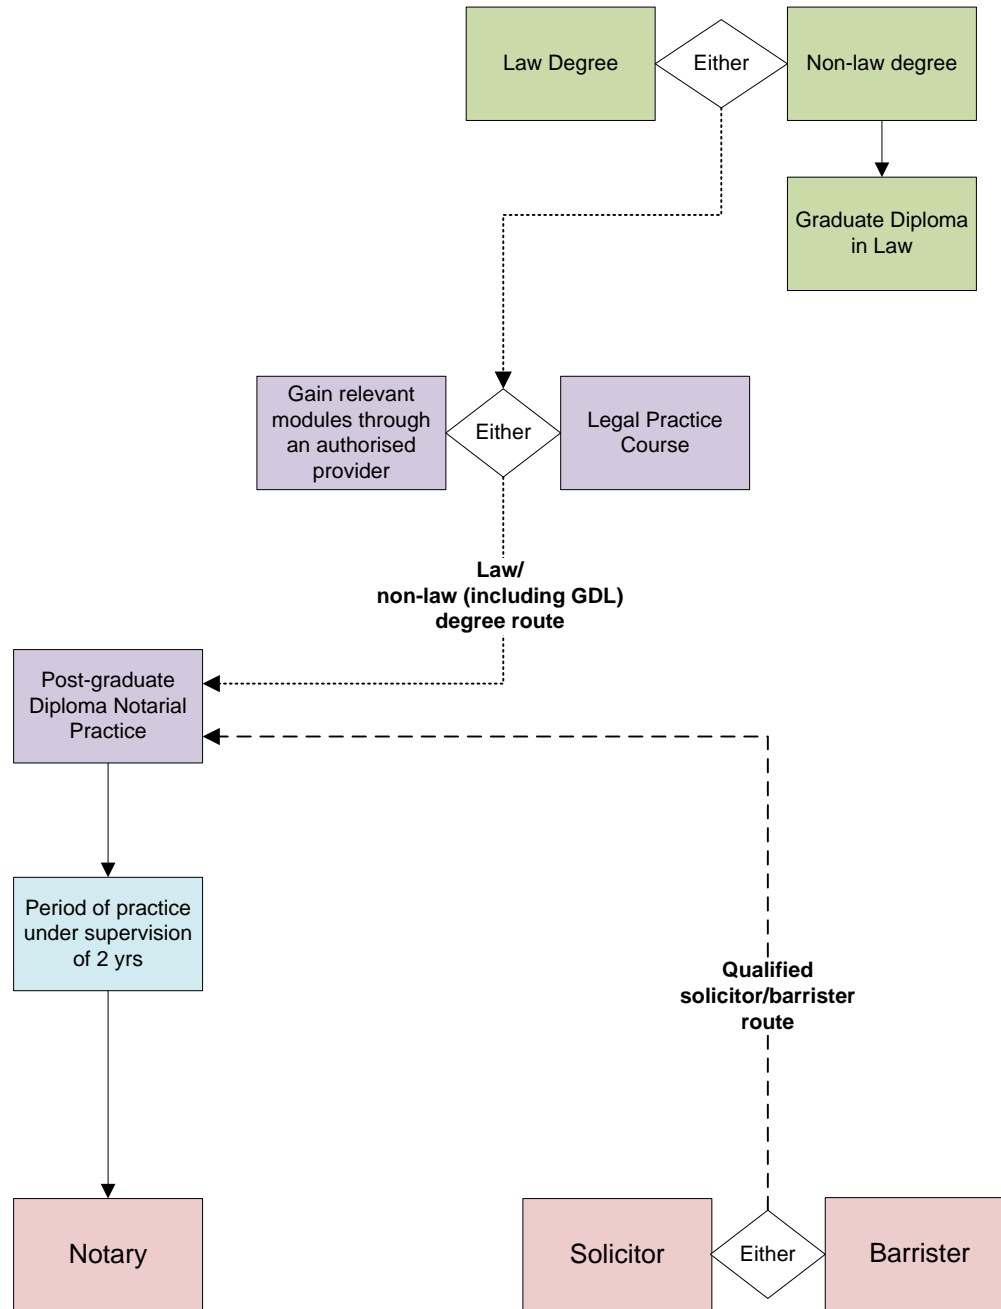 Law Degree
Either
Non-law degree
Graduate Diploma
in Law
Gain relevant
modules through
an authorised
provider
Either
Legal Practice
Course
Law/
non-law (including GDL)
degree route
Post-graduate
Diploma Notarial
Practice
Period of practice
under supervision
of 2 yrs
Qualified
solicitor/barrister
route
Notary
Solicitor
Either
Barrister